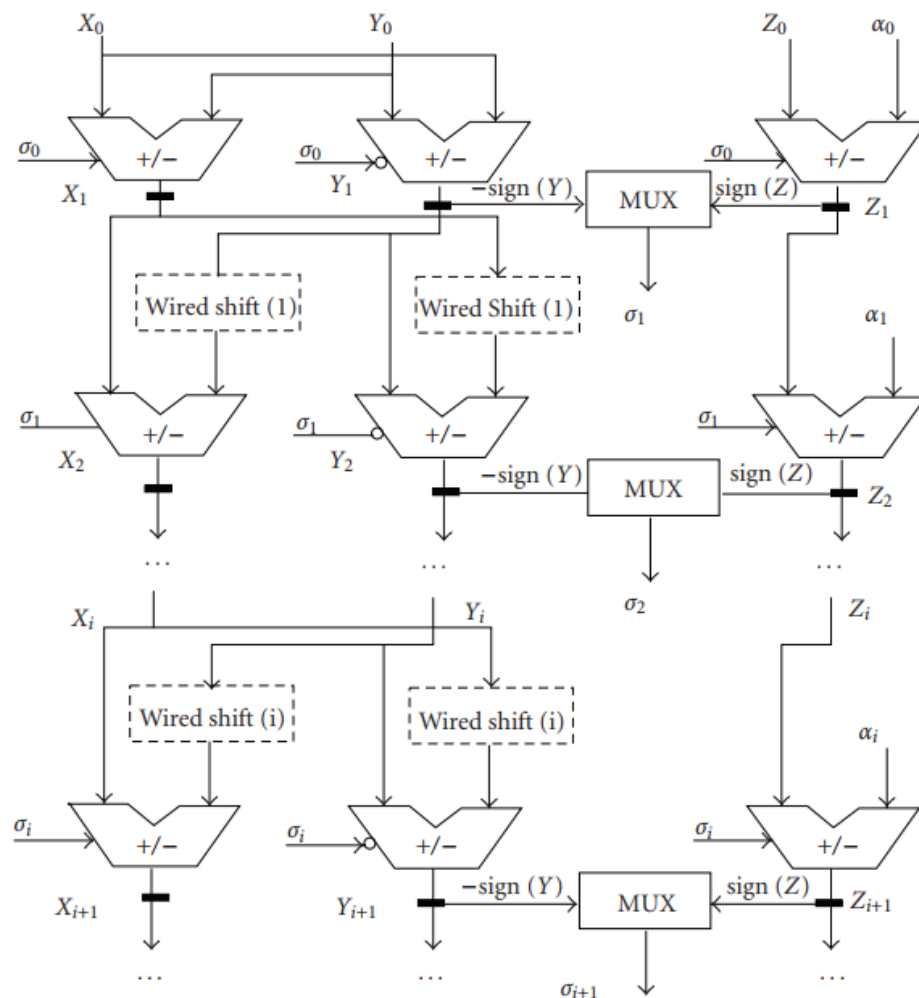 X₀ Y₀ Z₀ α₀
σ₀ +/− σ₀ +/− σ₀ +/−
X₁ Y₁ −sign (Y) MUX sign (Z) Z₁
Wired shift (1) Wired Shift (1) σ₁ α₁
σ₁ +/− σ₁ +/− σ₁ +/−
X₂ Y₂ −sign (Y) MUX sign (Z) Z₂
... ... σ₂ ...
Xᵢ Yᵢ Zᵢ
Wired shift (i) Wired shift (i) αᵢ
σᵢ +/− σᵢ +/− σᵢ +/−
Xᵢ₊₁ Yᵢ₊₁ −sign (Y) MUX sign (Z) Zᵢ₊₁
... ... σᵢ₊₁ ...